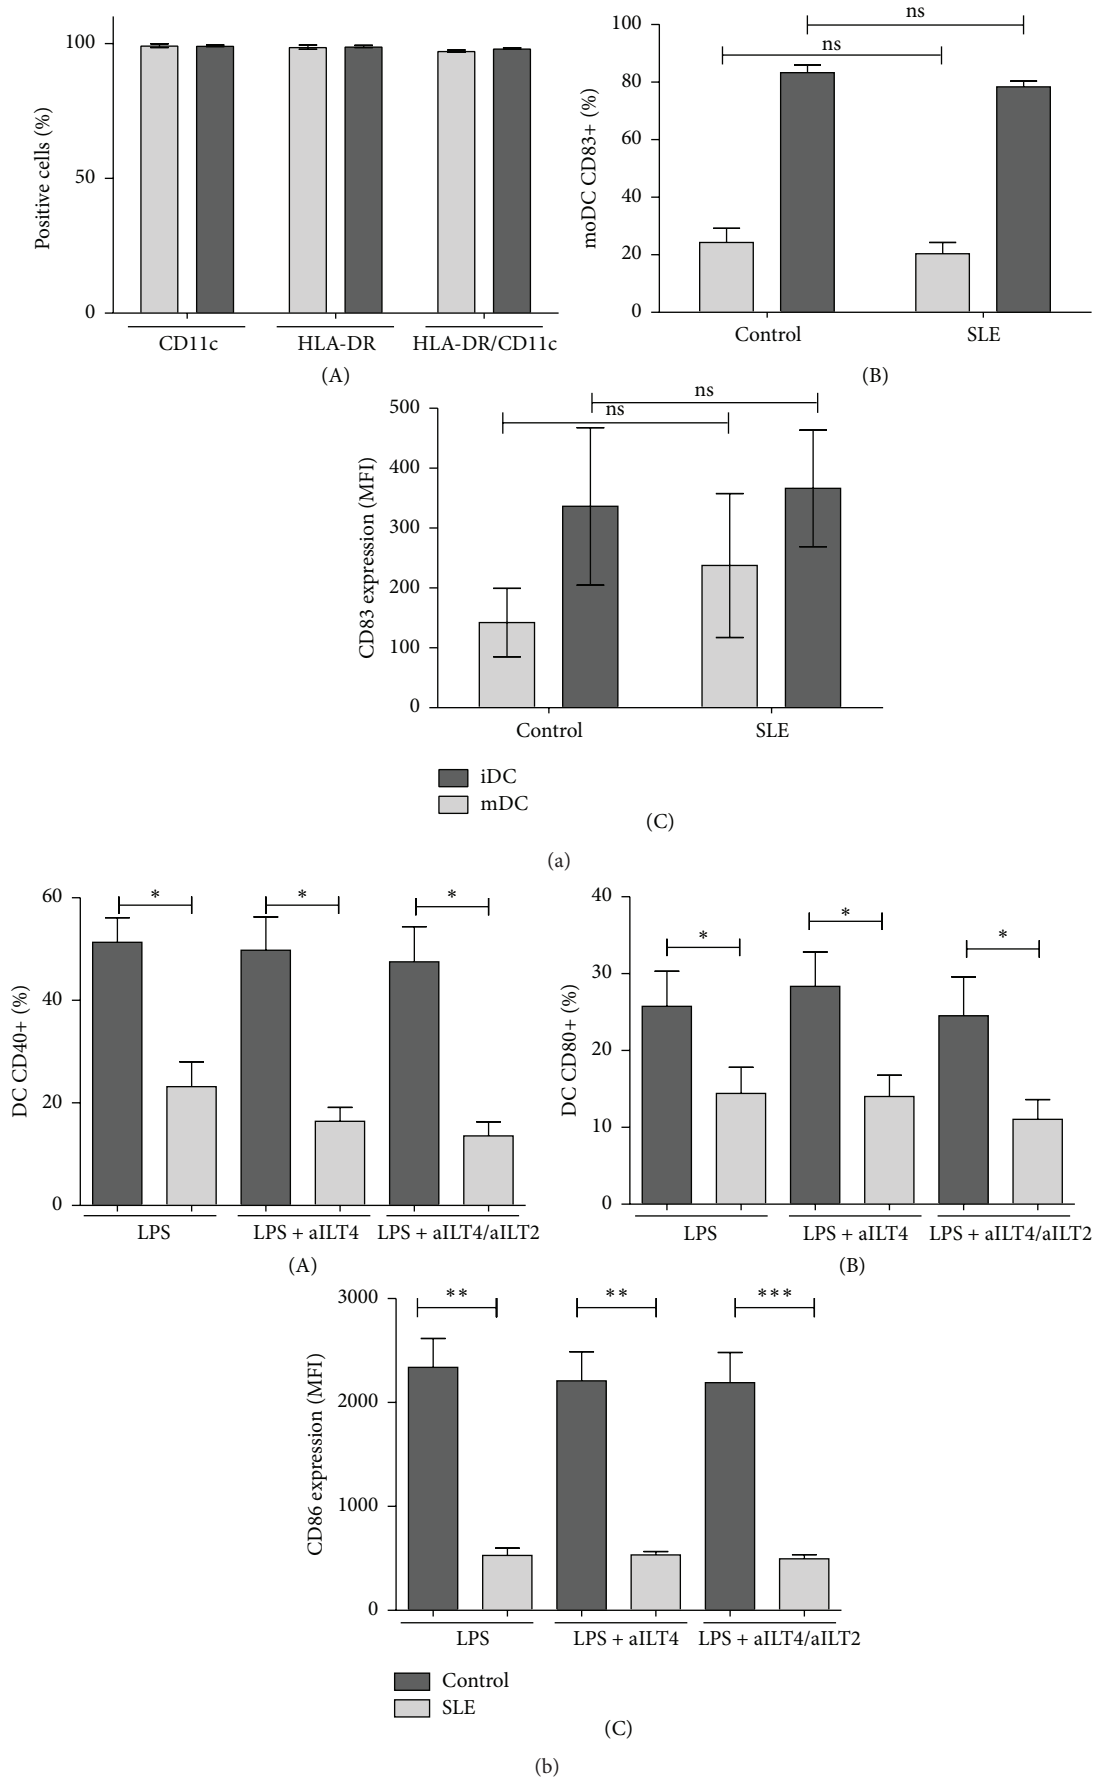 100
50
0
Positive cells (%)
CD11c
HLA-DR
HLA-DR/CD11c
(A)
100
80
60
40
20
0
moDC CD83+ (%)
ns
ns
Control
SLE
(B)
500
400
300
200
100
0
CD83 expression (MFI)
ns
ns
Control
SLE
iDC
mDC
(C)
(a)
60
40
20
0
DC CD40+ (%)
*
*
*
LPS
LPS + aILT4
LPS + aILT4/aILT2
(A)
40
30
20
10
0
DC CD80+ (%)
*
*
*
LPS
LPS + aILT4
LPS + aILT4/aILT2
(B)
3000
2000
1000
0
CD86 expression (MFI)
**
**
***
LPS
LPS + aILT4
LPS + aILT4/aILT2
Control
SLE
(C)
(b)